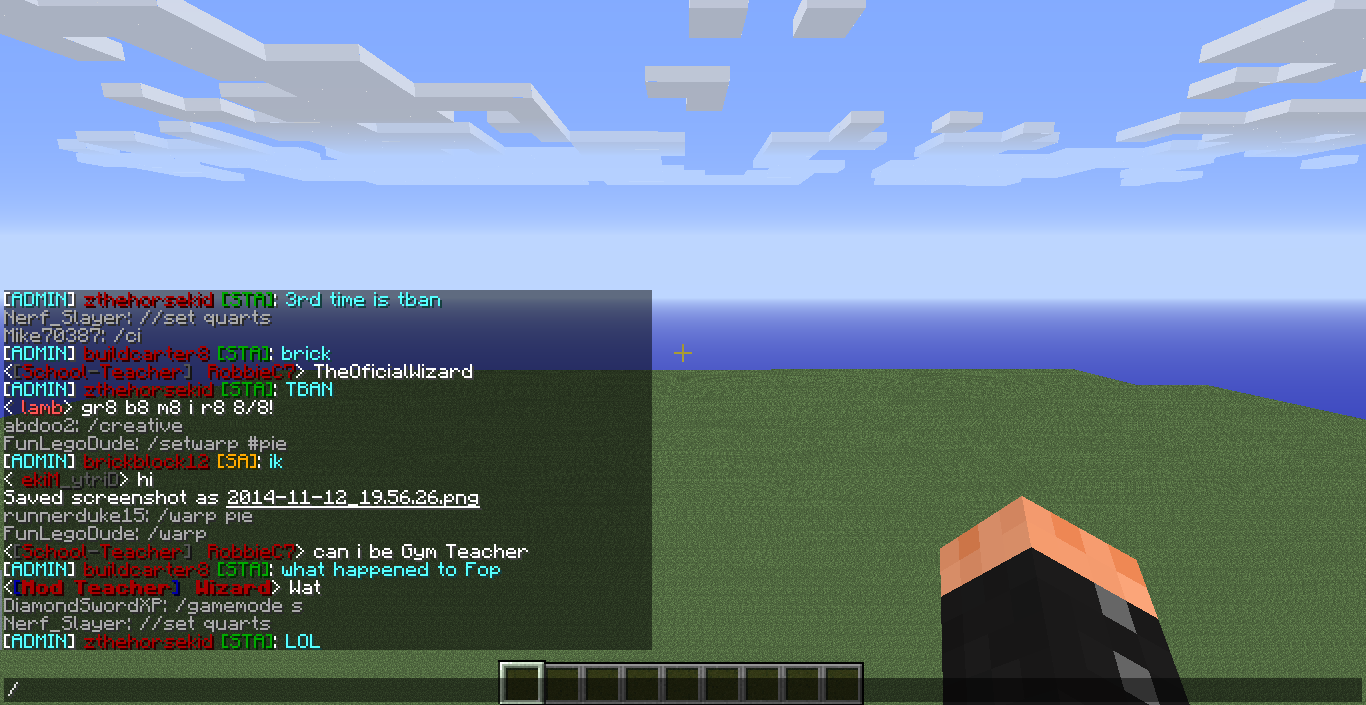 [ADMIN] zthehorsekid [STA]: 3rd time is tban
Nerf_Slayer: //set quarts
Mike70387: /ci
[ADMIN] buildcarter8 [STA]: brick
<[School-Teacher] RobbieC7> TheOficialWizard
[ADMIN] zthehorsekid [STA]: TBAN
< lamb> gr8 b8 m8 i r8 8/8!
abdoo2: /creative
FunLegoDude: /setwarp #pie
[ADMIN] brickblock12 [SA]: ik
< ekiM_ytriD> hi
Saved screenshot as 2014-11-12_19.56.26.png
runnerduke15: /warp pie
FunLegoDude: /warp
<[School-Teacher] RobbieC7> can i be Gym Teacher
[ADMIN] buildcarter8 [STA]: what happened to Fop
<[Mod Teacher] Wizard> Wat
DiamondSwordXP: /gamemode s
Nerf_Slayer: //set quarts
[ADMIN] zthehorsekid [STA]: LOL
/